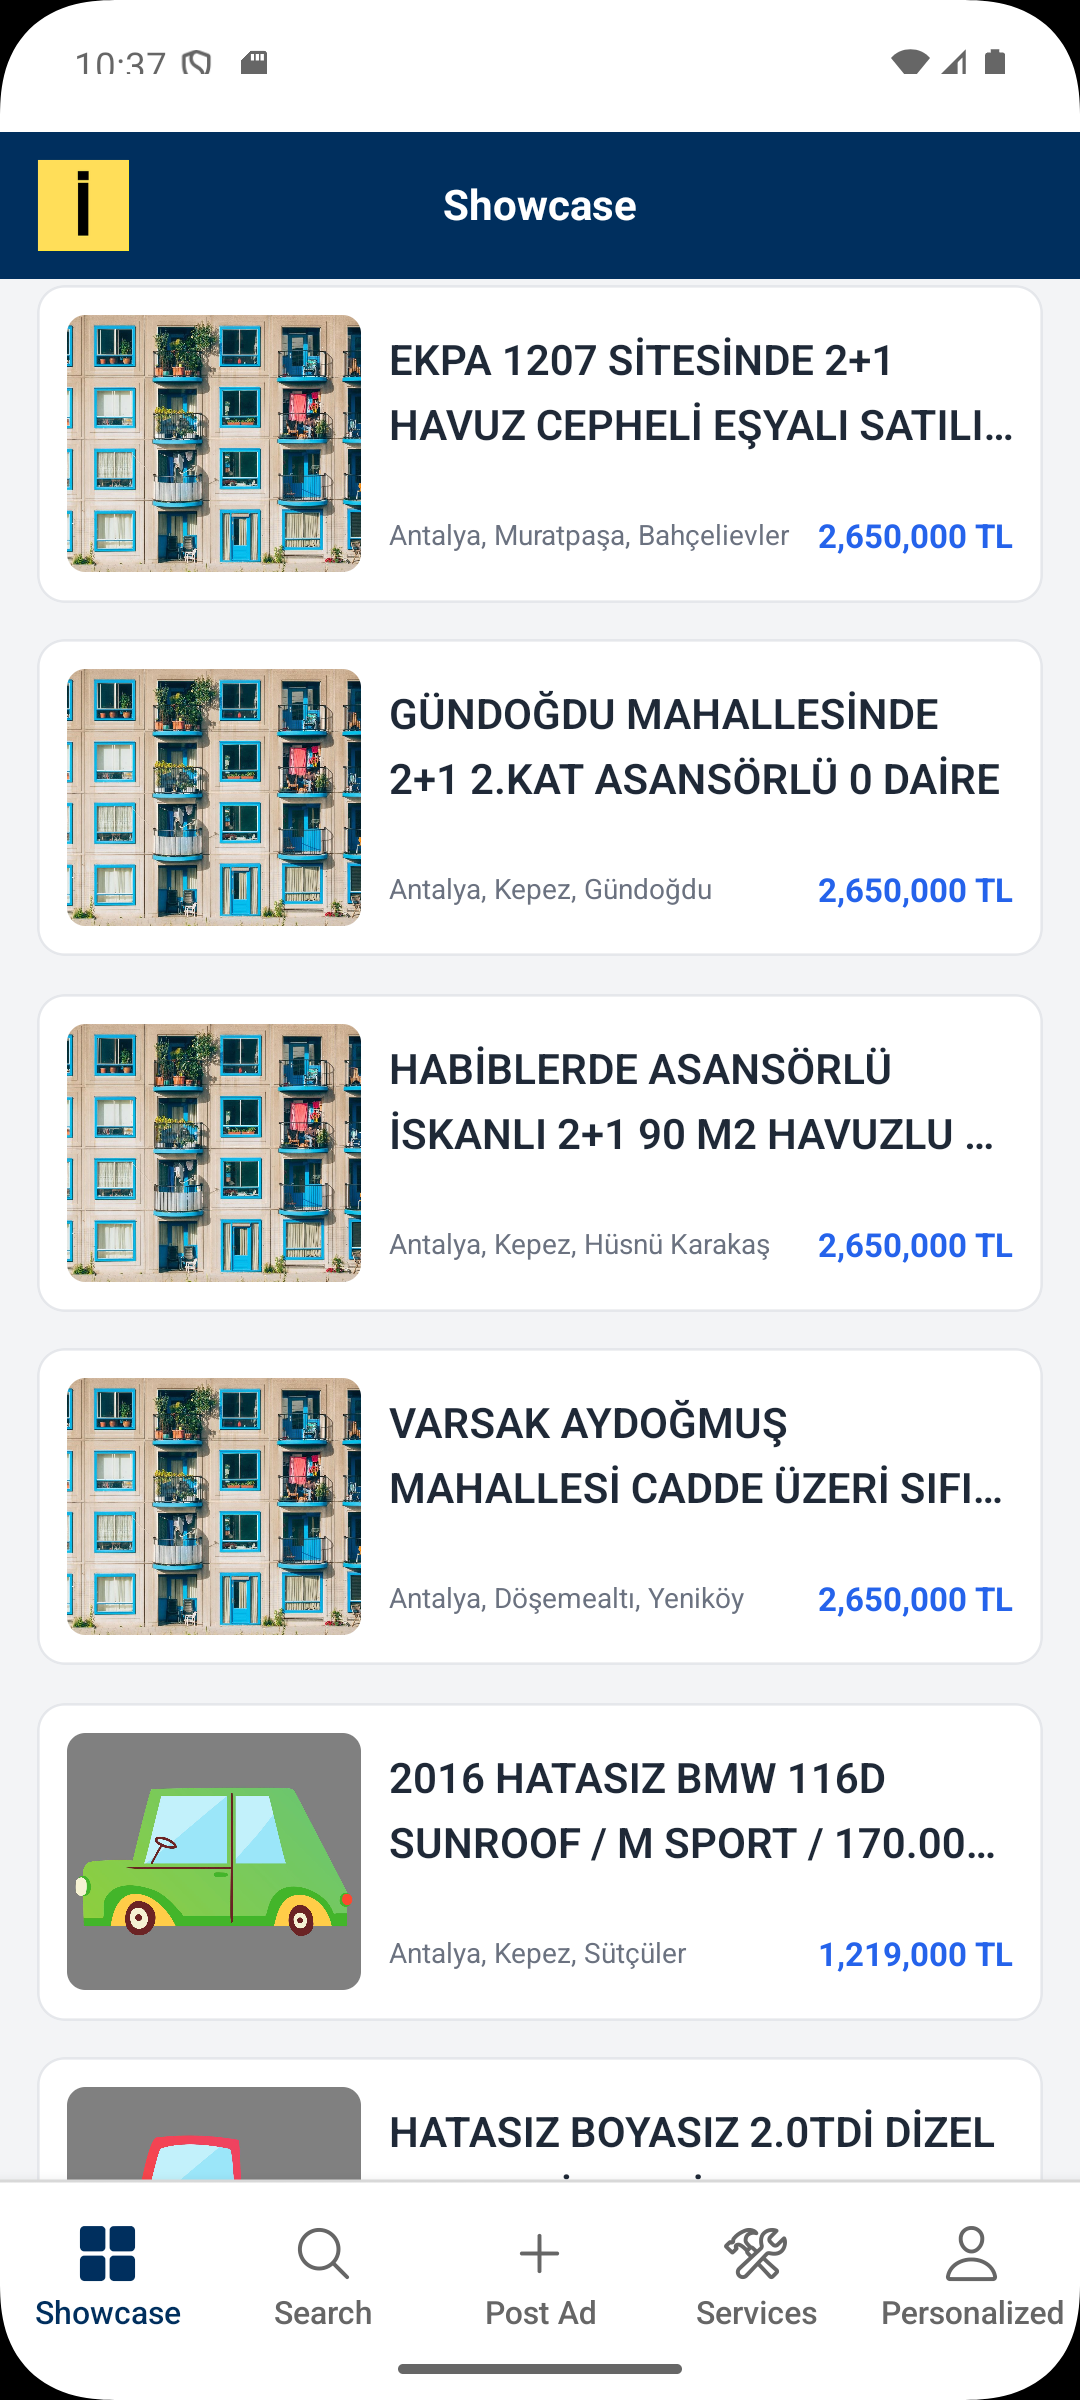 10:37
İ
Showcase
EKPA 1207 SİTESİNDE 2+1
HAVUZ CEPHELİ EŞYALI SATILI...
Antalya, Muratpaşa, Bahçelievler 2,650,000 TL
GÜNDOĞDU MAHALLESİNDE
2+1 2.KAT ASANSÖRLÜ 0 DAİRE
Antalya, Kepez, Gündoğdu 2,650,000 TL
HABİBLERDE ASANSÖRLÜ
İSKANLI 2+1 90 M2 HAVUZLU ...
Antalya, Kepez, Hüsnü Karakaş 2,650,000 TL
VARSAK AYDOĞMUŞ
MAHALLESİ CADDE ÜZERİ SIFI...
Antalya, Döşemealtı, Yeniköy 2,650,000 TL
2016 HATASIZ BMW 116D
SUNROOF / M SPORT / 170.00...
Antalya, Kepez, Sütçüler 1,219,000 TL
HATASIZ BOYASIZ 2.0TDİ DİZEL
Showcase Search Post Ad Services Personalized